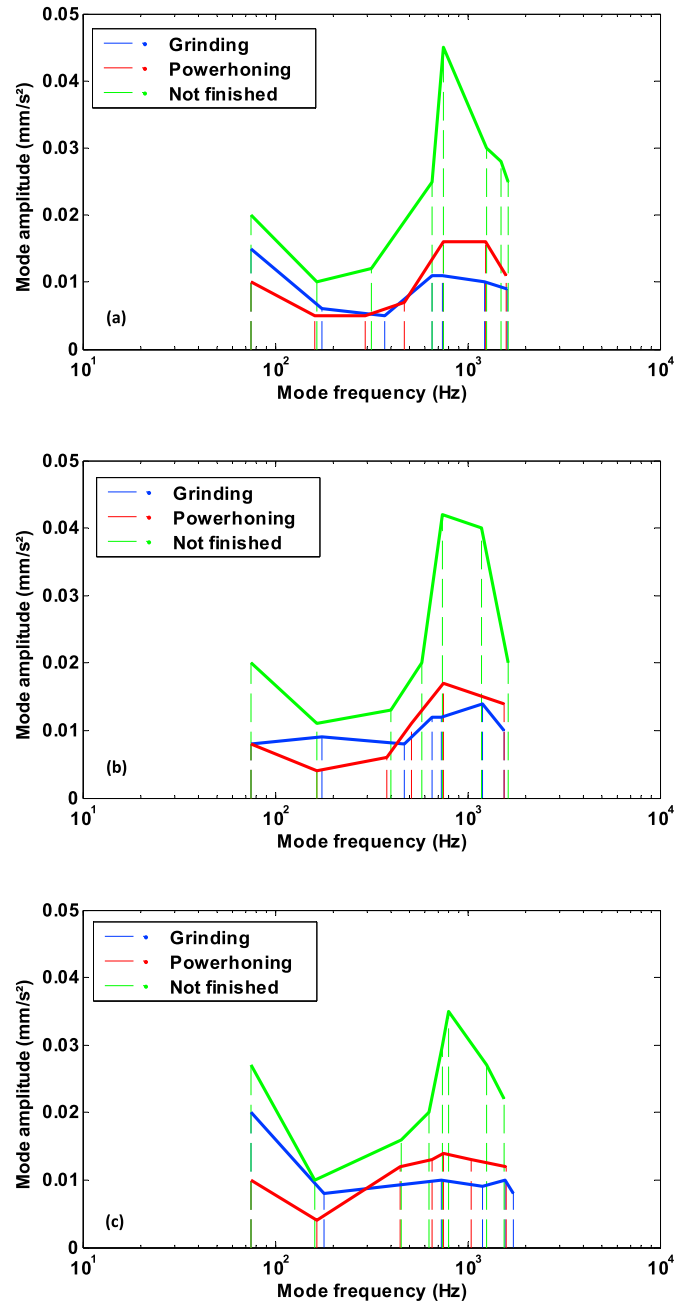 0.05
Grinding
Powerhoning
Not finished
0.04
0.03
0.02
0.01
0
Mode amplitude (mm/s²)
(a)
10¹ 10² 10³ 10⁴
Mode frequency (Hz)
0.05
Grinding
Powerhoning
Not finished
0.04
0.03
0.02
0.01
0
Mode amplitude (mm/s²)
(b)
10¹ 10² 10³ 10⁴
Mode frequency (Hz)
0.05
Grinding
Powerhoning
Not finished
0.04
0.03
0.02
0.01
0
Mode amplitude (mm/s²)
(c)
10¹ 10² 10³ 10⁴
Mode frequency (Hz)